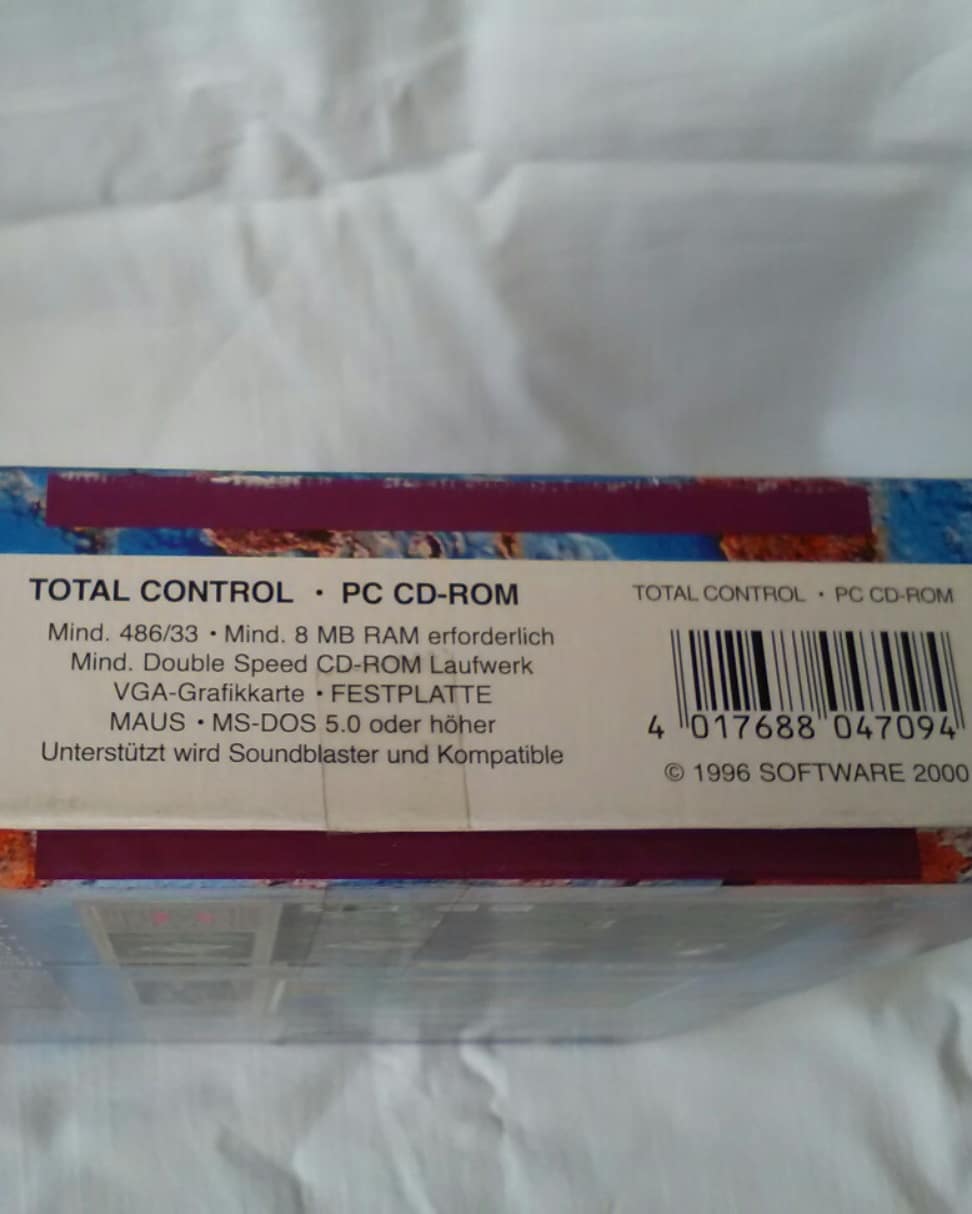 TOTAL CONTROL · PC CD-ROM
Mind. 486/33 · Mind. 8 MB RAM erforderlich
Mind. Double Speed CD-ROM Laufwerk
VGA-Grafikkarte · FESTPLATTE
MAUS · MS-DOS 5.0 oder höher
Unterstützt wird Soundblaster und Kompatible
TOTAL CONTROL · PC CD-ROM
4 017688 047094
© 1996 SOFTWARE 2000